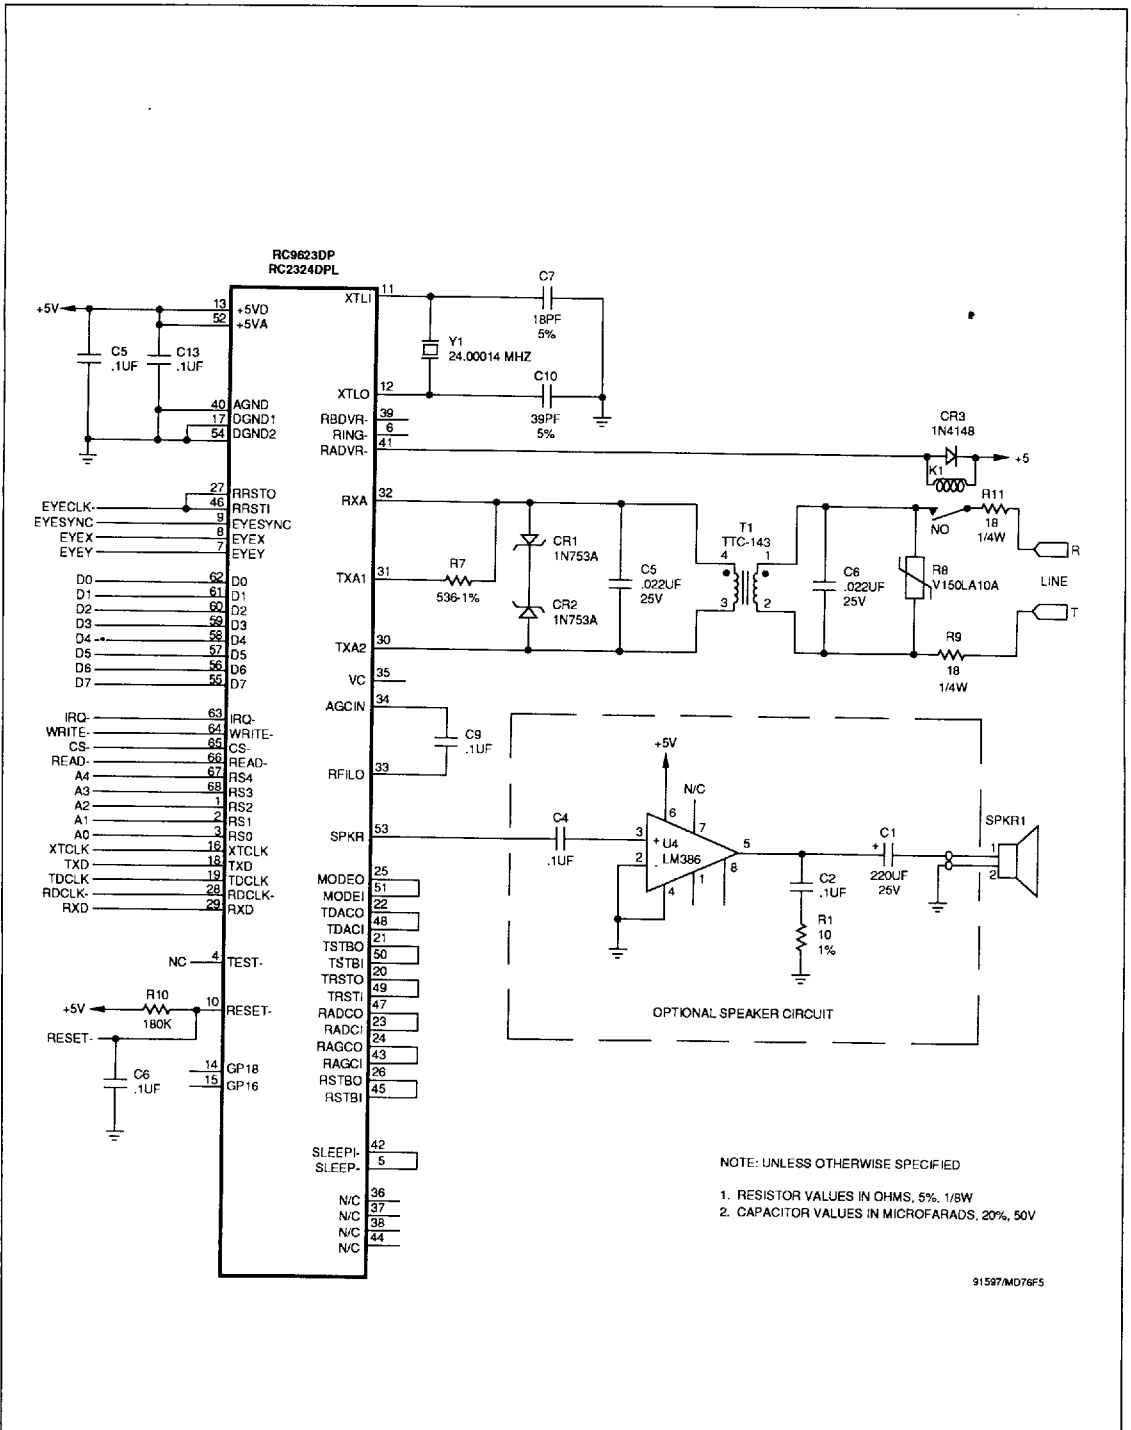 RC9623DP
RC2324DPL
+5V
13
+5VD
52
+5VA
C5
.1UF
C13
.1UF
40
AGND
17
DGND1
54
DGND2
27
RRSTO
EYECLK-
46
RRSTI
EYESYNC
9
EYESYNC
EYEX
8
EYEX
EYEY
7
EYEY
D0
62
D0
D1
61
D1
D2
60
D2
D3
59
D3
D4
58
D4
D5
57
D5
D6
56
D6
D7
55
D7
IRQ-
63
IRQ-
WRITE-
64
WRITE-
CS-
65
CS-
READ-
66
READ-
A4
67
RS4
A3
68
RS3
A2
1
RS2
A1
2
RS1
A0
3
RS0
XTCLK
16
XTCLK
TXD
18
TXD
TDCLK
19
TDCLK
RDCLK-
28
RDCLK-
RXD
29
RXD
NC
4
TEST-
+5V
R10
180K
10
RESET-
RESET-
C6
.1UF
14
GP18
15
GP16
XTLI
11
C7
18PF
5%
Y1
24.00014 MHZ
XTLO
12
C10
39PF
5%
RBDVR-
39
RING-
6
RADVR-
41
CR3
1N4148
K1
+5
RXA
32
TXA1
31
R7
536-1%
TXA2
30
CR1
1N753A
CR2
1N753A
C5
.022UF
25V
T1
TTC-143
4
1
3
2
C6
.022UF
25V
NO
R11
18
1/4W
R8
V150LA10A
R
LINE
T
R9
18
1/4W
VC
35
AGCIN
34
C9
.1UF
RFILO
33
SPKR
53
C4
.1UF
+5V
6
N/C
7
3
+
U4
LM386
2
-
4
1
8
5
C2
.1UF
R1
10
1%
+
C1
220UF
25V
SPKR1
1
2
OPTIONAL SPEAKER CIRCUIT
MODEO
25
MODEI
51
TDACO
22
TDACI
48
TSTBO
21
TSTBI
50
TRSTO
20
TRSTI
49
RADCO
47
RADCI
23
RAGCO
24
RAGCI
43
RSTBO
26
RSTBI
45
SLEEPI-
42
SLEEP-
5
N/C
36
N/C
37
N/C
38
N/C
44
NOTE: UNLESS OTHERWISE SPECIFIED
1. RESISTOR VALUES IN OHMS, 5%, 1/8W
2. CAPACITOR VALUES IN MICROFARADS, 20%, 50V
91597/MD76F5